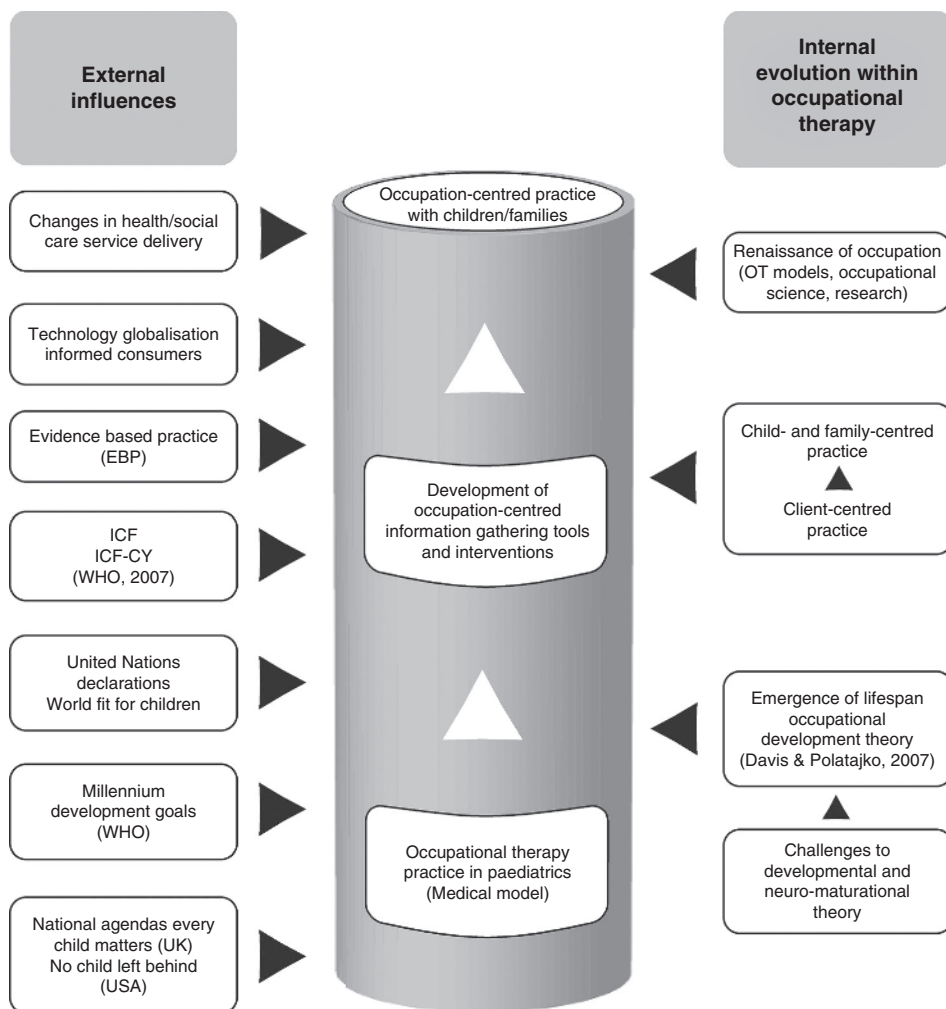 External
influences
Changes in health/social
care service delivery
Technology globalisation
informed consumers
Evidence based practice
(EBP)
ICF
ICF-CY
(WHO, 2007)
United Nations
declarations
World fit for children
Millennium
development goals
(WHO)
National agendas every
child matters (UK)
No child left behind
(USA)
Occupation-centred practice
with children/families
Development of
occupation-centred
information gathering tools
and interventions
Occupational therapy
practice in paediatrics
(Medical model)
Internal
evolution within
occupational
therapy
Renaissance of occupation
(OT models, occupational
science, research)
Child- and family-centred
practice
Client-centred
practice
Emergence of lifespan
occupational
development theory
(Davis & Polatajko, 2007)
Challenges to
developmental and
neuro-maturational
theory